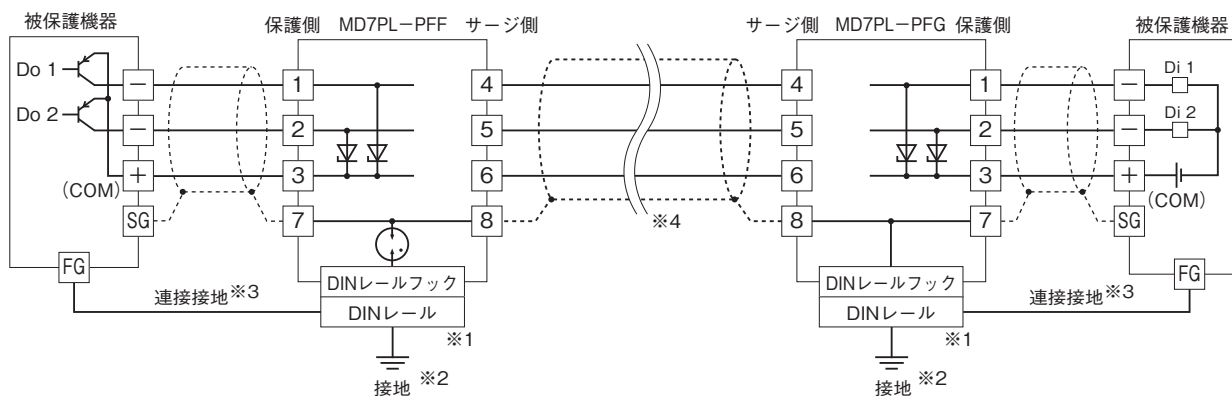 被保護機器
保護側 MD7PL−PFF サージ側
サージ側 MD7PL−PFG 保護側
被保護機器
Do 1
Do 2
−
−
+
(COM)
SG
FG
1
2
3
7
4
5
6
8
※4
4
5
6
8
1
2
3
7
−
−
+
(COM)
SG
FG
Di 1
Di 2
DINレールフック
DINレール
連接接地※3
※1
接地 ※2
DINレールフック
DINレール
連接接地※3
※1
接地 ※2